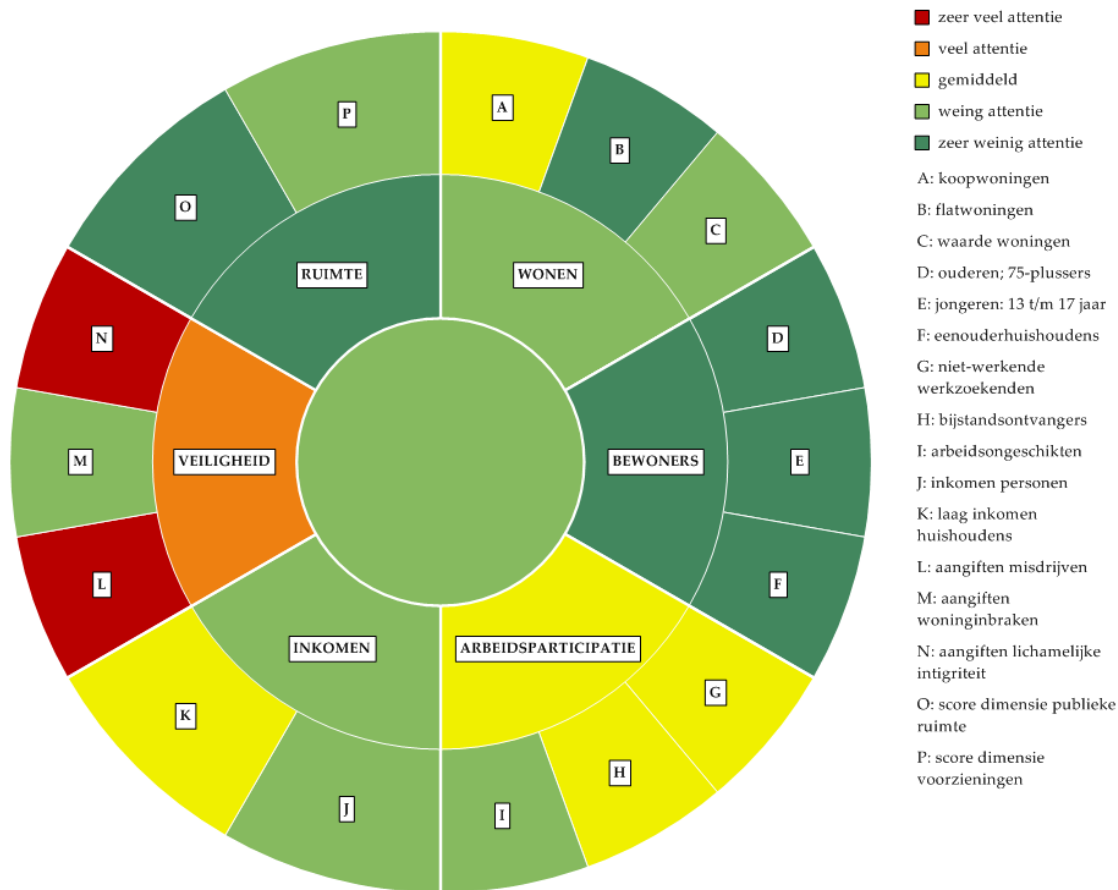 zeer veel attentie
veel attentie
gemiddeld
weing attentie
zeer weinig attentie
A: koopwoningen
B: flatwoningen
C: waarde woningen
D: ouderen; 75-plussers
E: jongeren: 13 t/m 17 jaar
F: eenouderhuishoudens
G: niet-werkende
werkzoekenden
H: bijstandsontvangers
I: arbeidsongeschikten
J: inkomen personen
K: laag inkomen
huishoudens
L: aangiften misdrijven
M: aangiften
woninginbraken
N: aangiften lichamelijke
intigriteit
O: score dimensie publieke
ruimte
P: score dimensie
voorzieningen
A
B
C
D
E
F
G
H
I
J
K
L
M
N
O
P
RUIMTE
WONEN
VEILIGHEID
BEWONERS
INKOMEN
ARBEIDSPARTICIPATIE